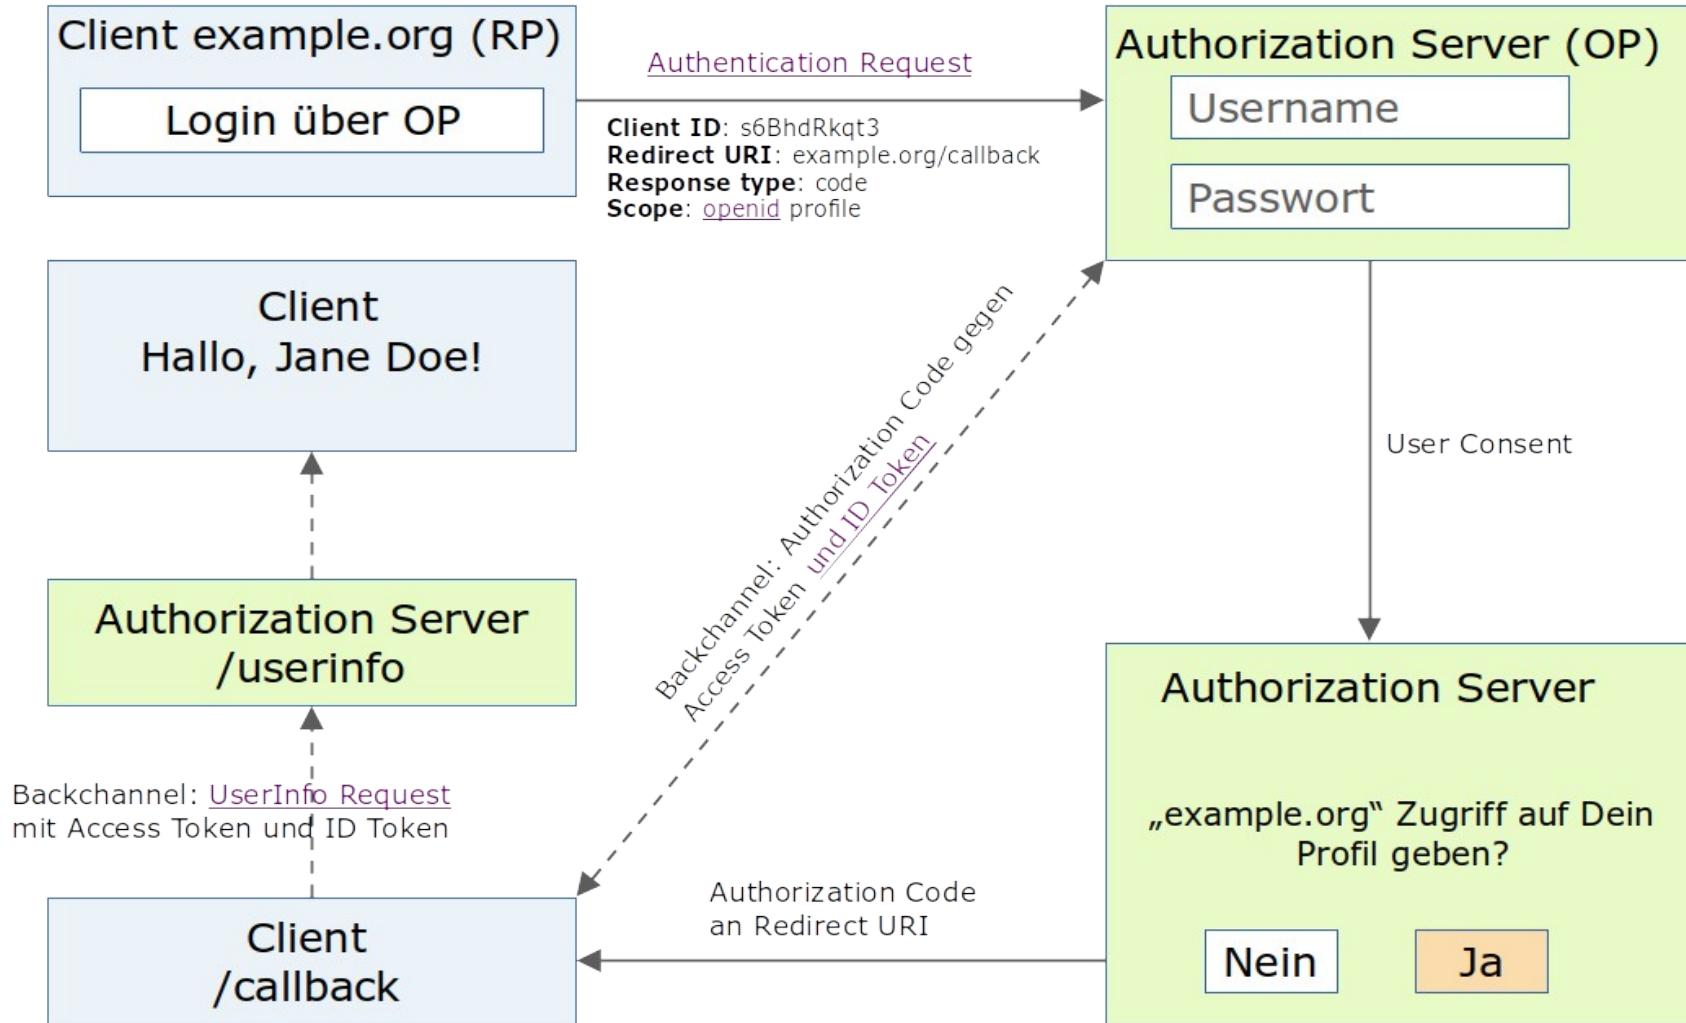 Client example.org (RP)
Login über OP
Authentication Request
Client ID: s6BhdRkqt3
Redirect URI: example.org/callback
Response type: code
Scope: openid profile
Authorization Server (OP)
Username
Passwort
Client
Hallo, Jane Doe!
Backchannel: Authorization Code gegen
Access Token und ID Token
User Consent
Authorization Server
/userinfo
Backchannel: UserInfo Request
mit Access Token und ID Token
Authorization Server
„example.org“ Zugriff auf Dein
Profil geben?
Nein
Ja
Authorization Code
an Redirect URI
Client
/callback